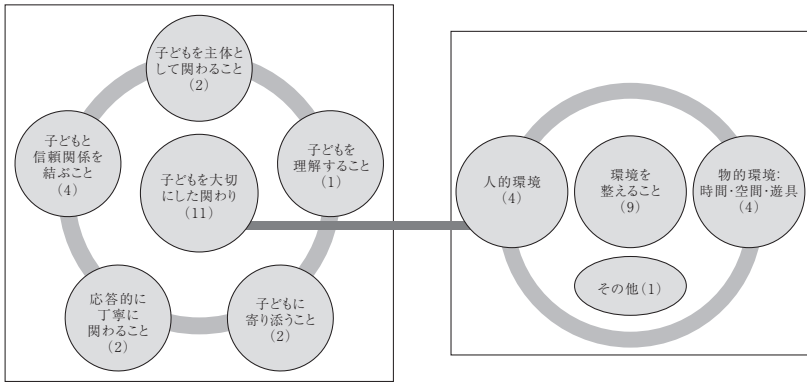 子どもを主体と
して関わること
(2)
子どもと
信頼関係を
結ぶこと
(4)
子どもを
理解すること
(1)
子どもを大切
にした関わり
(11)
応答的に
丁寧に
関わること
(2)
子どもに
寄り添うこと
(2)
人的環境
(4)
環境を
整えること
(9)
物的環境:
時間・空間・遊具
(4)
その他(1)